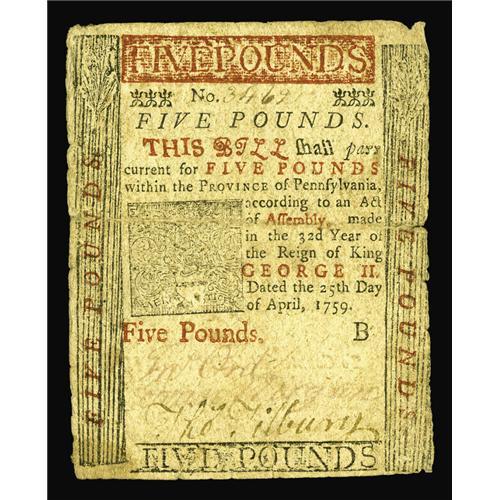 FIVE POUNDS
No. 3469
FIVE POUNDS.
THIS BILL shall pass
current for FIVE POUNDS
within the PROVINCE of Pennsylvania,
according to an Act
of Assembly made
in the 32d Year of
the Reign of King
GEORGE II.
Dated the 25th Day
of April, 1759.
Five Pounds. B
Tho. Tilbury
FIVE POUNDS
FIVE POUNDS
FIVE POUNDS